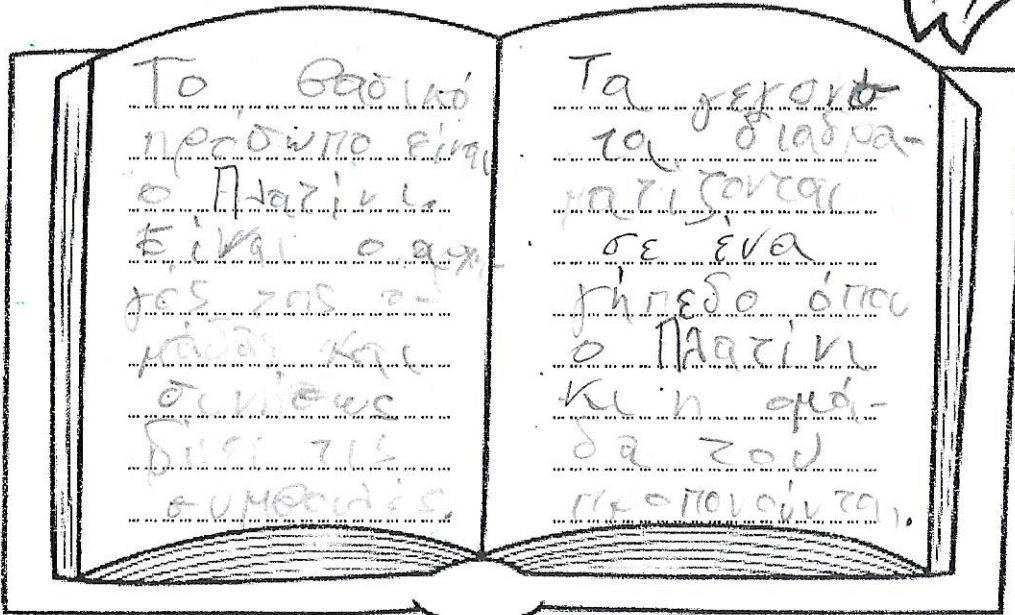 Το βασικό
πρόσωπο είναι
ο Πλατίνι.
Είναι ο αρχη-
γός της ο-
μάδας και
συνήθως
δίνει τις
συμβουλές.
Τα γεγονό
τα διαδρα-
ματίζονται
σε ένα
γήπεδο όπου
ο Πλατίνι
κι η ομά-
δα του
προπονούνται.